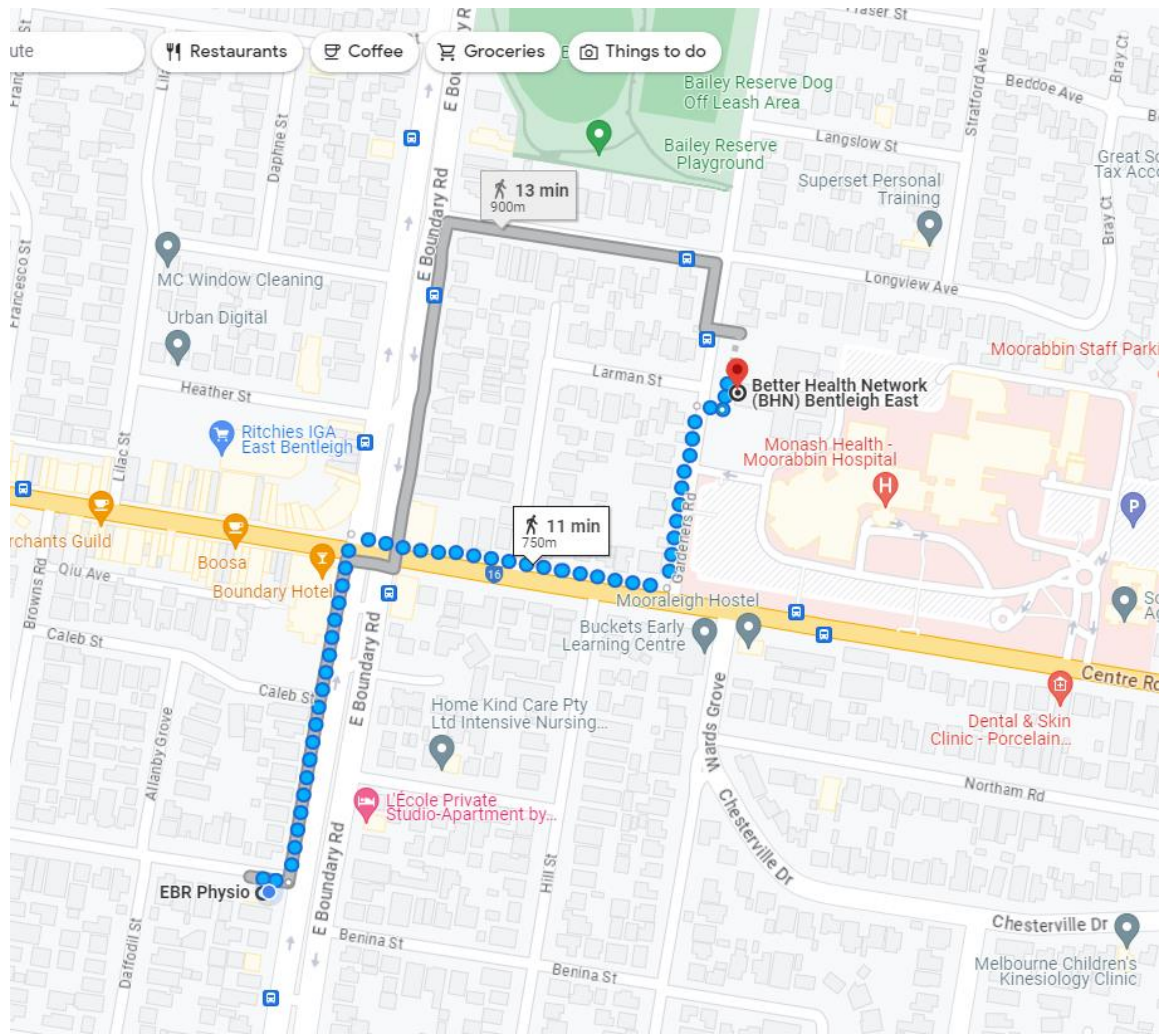 ute
Restaurants
Coffee
Groceries
Things to do
Fraser St
E Boundary R
Bailey Reserve Dog
Off Leash Area
Bailey Reserve
Playground
Stratford Ave
Beddoe Ave
Bray Ct
Langslow St
Great So
Tax Acco
Superset Personal
Training
Bray Ct
Daphne St
13 min
900m
E Boundary Rd
Francesco St
MC Window Cleaning
Longview Ave
Urban Digital
Moorabbin Staff Parki
Larman St
Heather St
Better Health Network
(BHN) Bentleigh East
Ritchies IGA
East Bentleigh
Monash Health -
Moorabbin Hospital
H
P
Lilac St
11 min
750m
Gardeners Rd
rchants Guild
Boosa
Qiu Ave
Boundary Hotel
16
Mooraleigh Hostel
Browns Rd
Buckets Early
Learning Centre
Caleb St
Caleb St
E Boundary Rd
Centre Rd
Home Kind Care Pty
Ltd Intensive Nursing...
Dental & Skin
Clinic - Porcelain...
Wards Grove
Allanby Grove
L'École Private
Studio-Apartment by...
Northam Rd
Chesterville Dr
Hill St
E Boundary Rd
EBR Physio
Daffodil St
Benina St
Benina St
Chesterville Dr
Melbourne Children's
Kinesiology Clinic